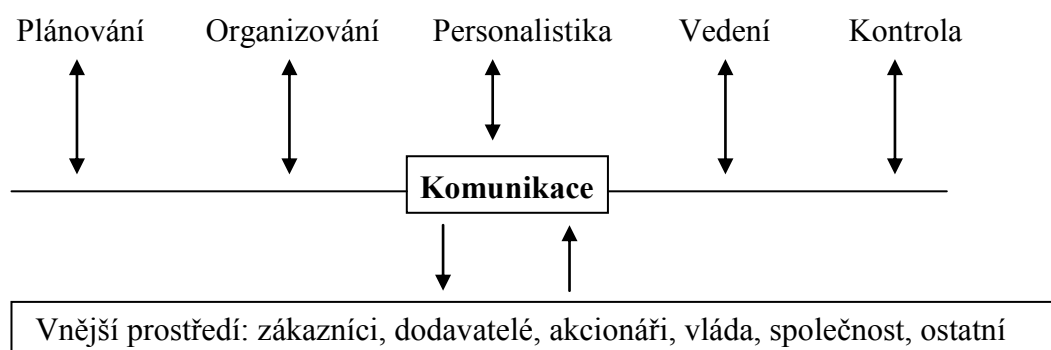 Plánování Organizování Personalistika Vedení Kontrola
Komunikace
Vnější prostředí: zákazníci, dodavatelé, akcionáři, vláda, společnost, ostatní